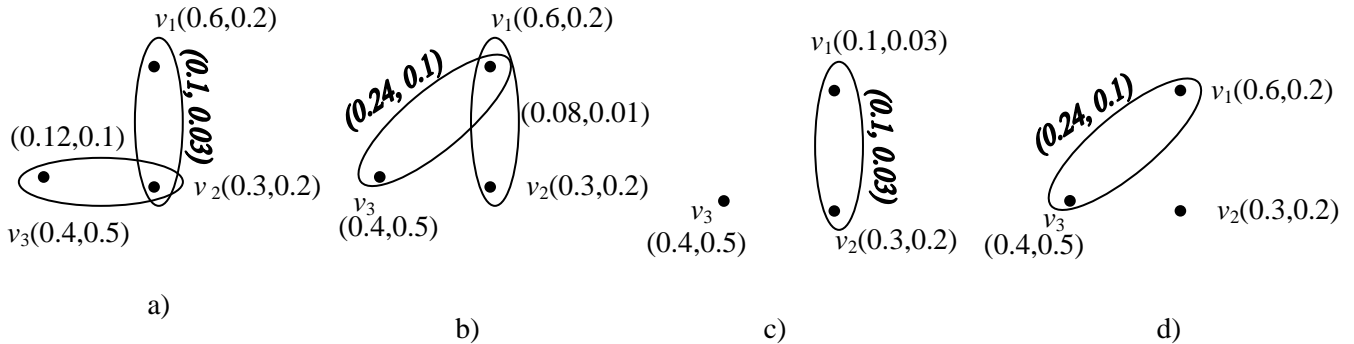 v1(0.6,0.2)
(0.1, 0.03)
(0.12,0.1)
v 2(0.3,0.2)
v3(0.4,0.5)
a)
v1(0.6,0.2)
(0.24, 0.1)
(0.08,0.01)
v2(0.3,0.2)
v3
(0.4,0.5)
b)
v1(0.1,0.03)
(0.1, 0.03)
v3
(0.4,0.5)
v2(0.3,0.2)
c)
(0.24, 0.1)
v1(0.6,0.2)
v3
(0.4,0.5)
v2(0.3,0.2)
d)